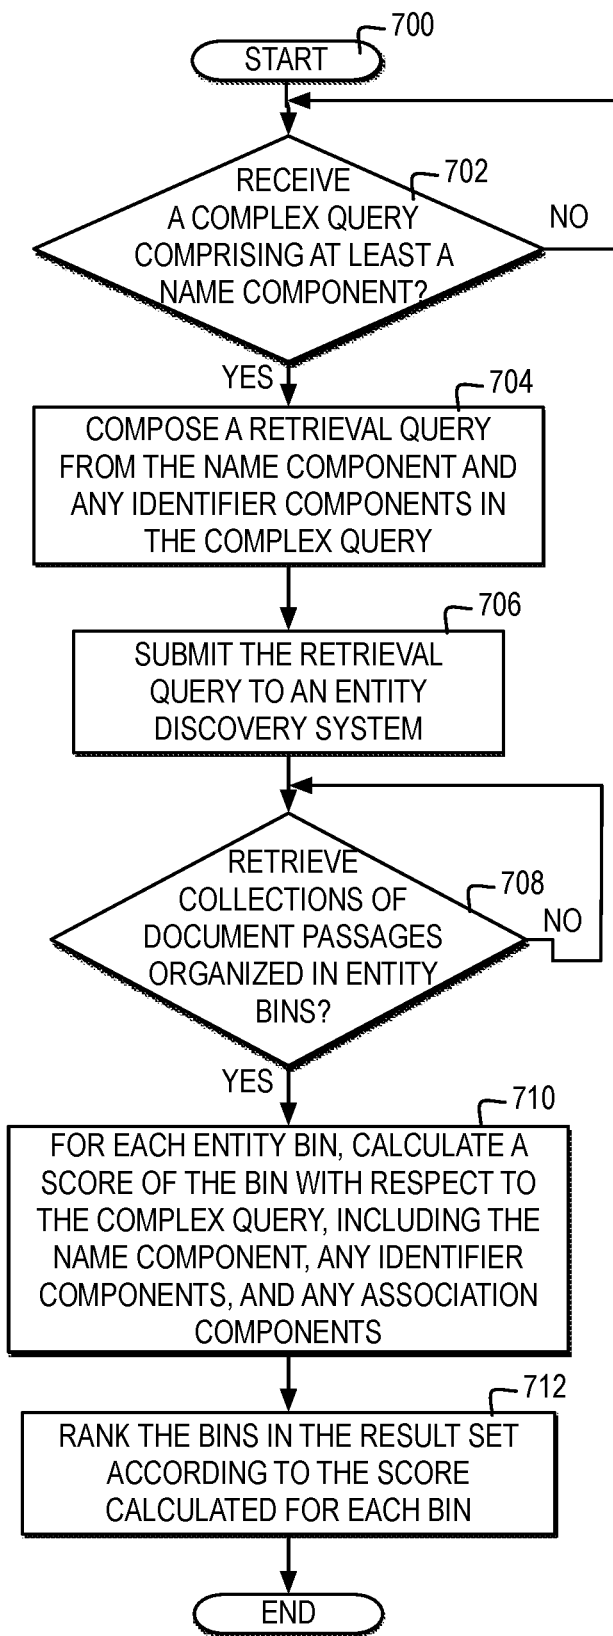 700
START
702
RECEIVE
A COMPLEX QUERY
COMPRISING AT LEAST A
NAME COMPONENT?
NO
YES
704
COMPOSE A RETRIEVAL QUERY
FROM THE NAME COMPONENT AND
ANY IDENTIFIER COMPONENTS IN
THE COMPLEX QUERY
706
SUBMIT THE RETRIEVAL
QUERY TO AN ENTITY
DISCOVERY SYSTEM
708
RETRIEVE
COLLECTIONS OF
DOCUMENT PASSAGES
ORGANIZED IN ENTITY
BINS?
NO
YES
710
FOR EACH ENTITY BIN, CALCULATE A
SCORE OF THE BIN WITH RESPECT TO
THE COMPLEX QUERY, INCLUDING THE
NAME COMPONENT, ANY IDENTIFIER
COMPONENTS, AND ANY ASSOCIATION
COMPONENTS
712
RANK THE BINS IN THE RESULT SET
ACCORDING TO THE SCORE
CALCULATED FOR EACH BIN
END